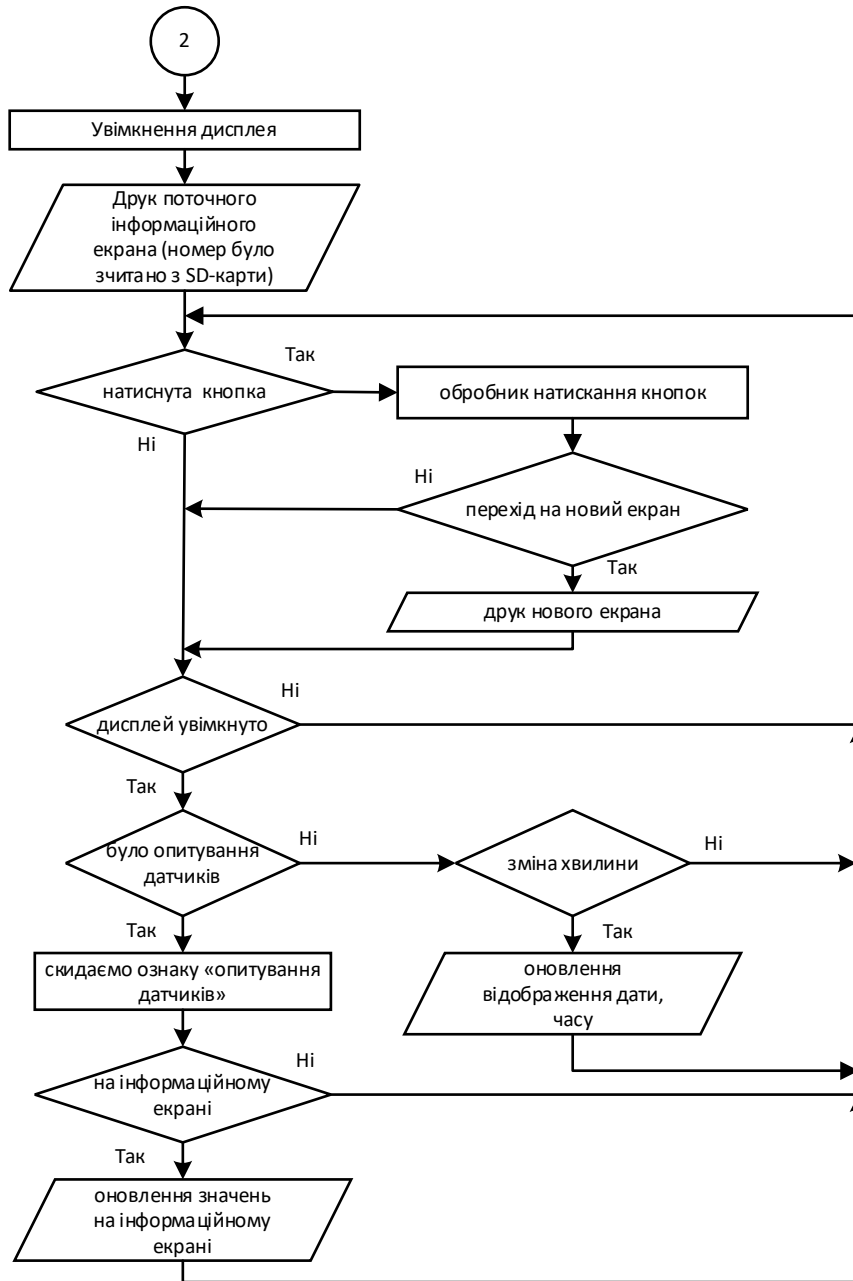 2
Увімкнення дисплея
Друк поточного
інформаційного
екрана (номер було
зчитано з SD-карти)
Так
натиснута кнопка
обробник натискання кнопок
Ні
Ні
перехід на новий екран
Так
друк нового екрана
Ні
дисплей увімкнуто
Так
було опитування
датчиків
Ні
зміна хвилини
Ні
Так
Так
скидаємо ознаку «опитування
датчиків»
оновлення
відображення дати,
часу
Ні
на інформаційному
екрані
Так
оновлення значень
на інформаційному
екрані